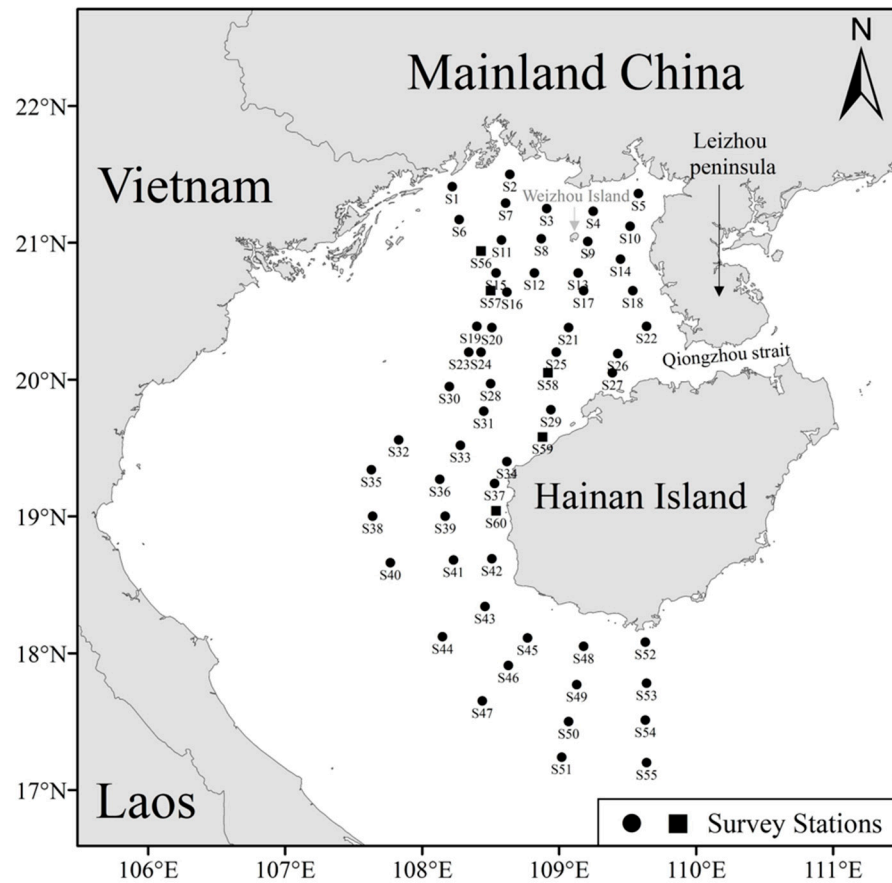 N
Mainland China
Leizhou
peninsula
22°N
Vietnam
S2
S1
Weizhou Island
S5
S7
S3
S4
S6
S10
21°N
S11
S8
S9
S56
S14
S15
S12
S13
S57
S16
S17
S18
S19
S20
S21
S22
Qiongzhou strait
S23
S24
S25
S26
20°N
S58
S27
S30
S28
S31
S29
S32
S33
S59
S35
S36
S34
S37
Hainan Island
19°N
S38
S39
S60
S40
S41
S42
S43
18°N
S44
S45
S48
S52
S46
S49
S53
S47
S50
S54
S51
S55
17°N
Laos
Survey Stations
106°E
107°E
108°E
109°E
110°E
111°E